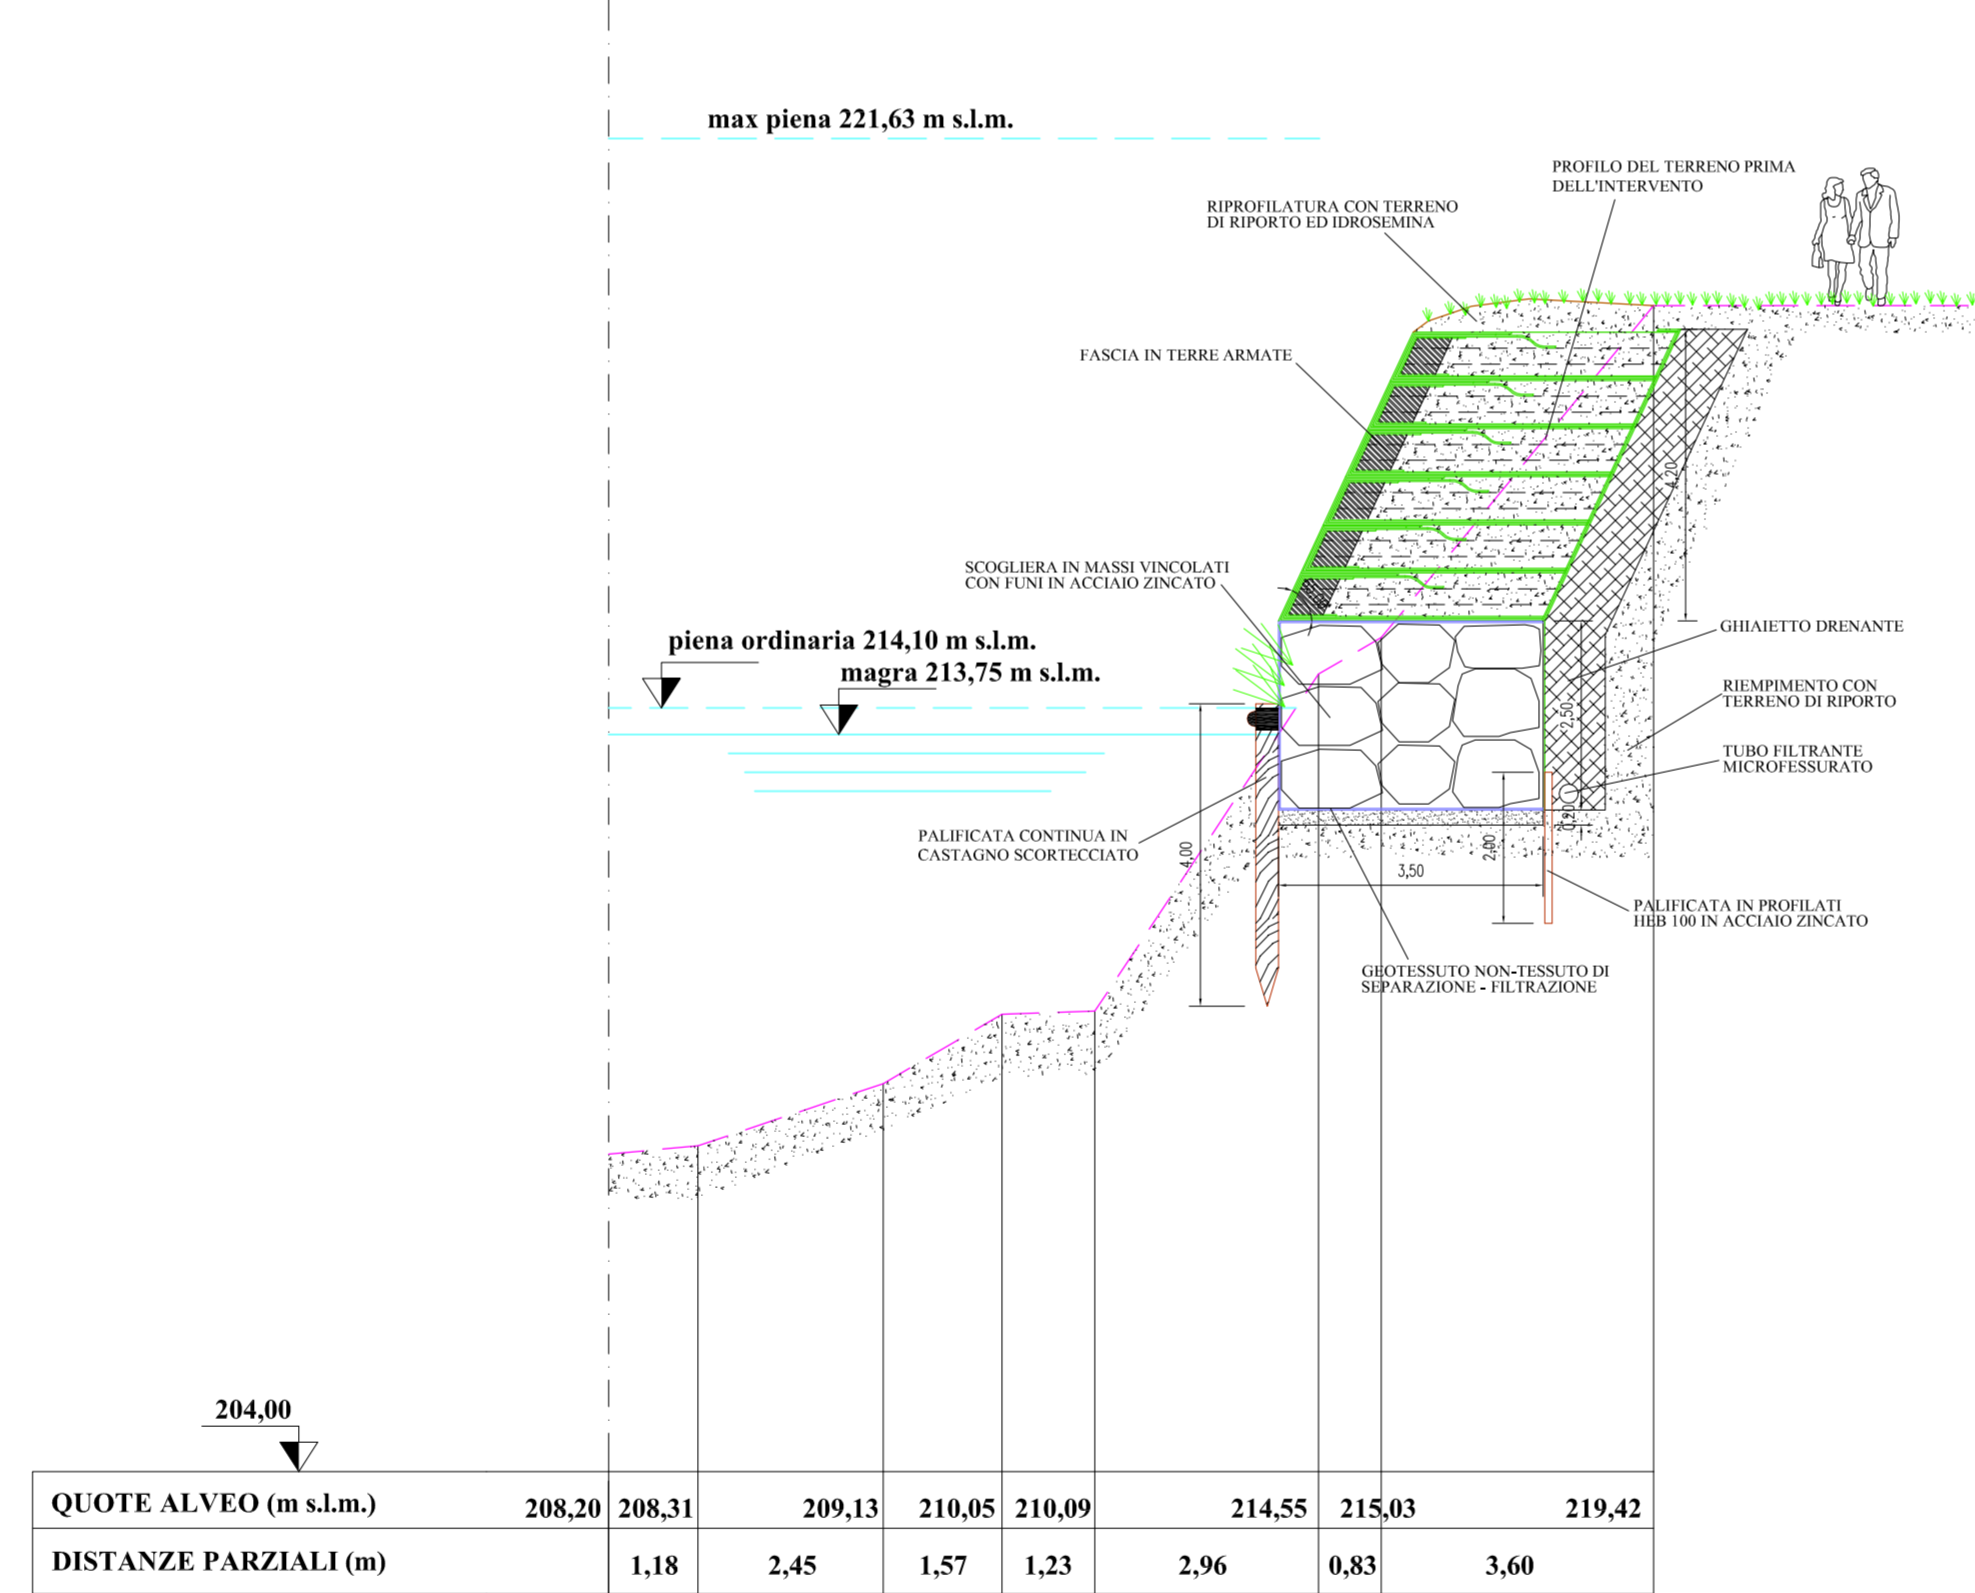 max piena 221,63 m s.l.m.
PROFILO DEL TERRENO PRIMA
DELL'INTERVENTO
RIPROFILATURA CON TERRENO
DI RIPORTO ED IDROSEMINA
FASCIA IN TERRE ARMATE
4,20
SCOGLIERA IN MASSI VINCOLATI
CON FUNI IN ACCIAIO ZINCATO
piena ordinaria 214,10 m s.l.m.
magra 213,75 m s.l.m.
GHIAIETTO DRENANTE
RIEMPIMENTO CON
TERRENO DI RIPORTO
2,50
TUBO FILTRANTE
MICROFESSURATO
0,20
PALIFICATA CONTINUA IN
CASTAGNO SCORTECCIATO
4,00
2,00
3,50
PALIFICATA IN PROFILATI
HEB 100 IN ACCIAIO ZINCATO
GEOTESSUTO NON-TESSUTO DI
SEPARAZIONE - FILTRAZIONE
204,00
QUOTE ALVEO (m s.l.m.) 208,20 208,31 209,13 210,05 210,09 214,55 215,03 219,42
DISTANZE PARZIALI (m) 1,18 2,45 1,57 1,23 2,96 0,83 3,60